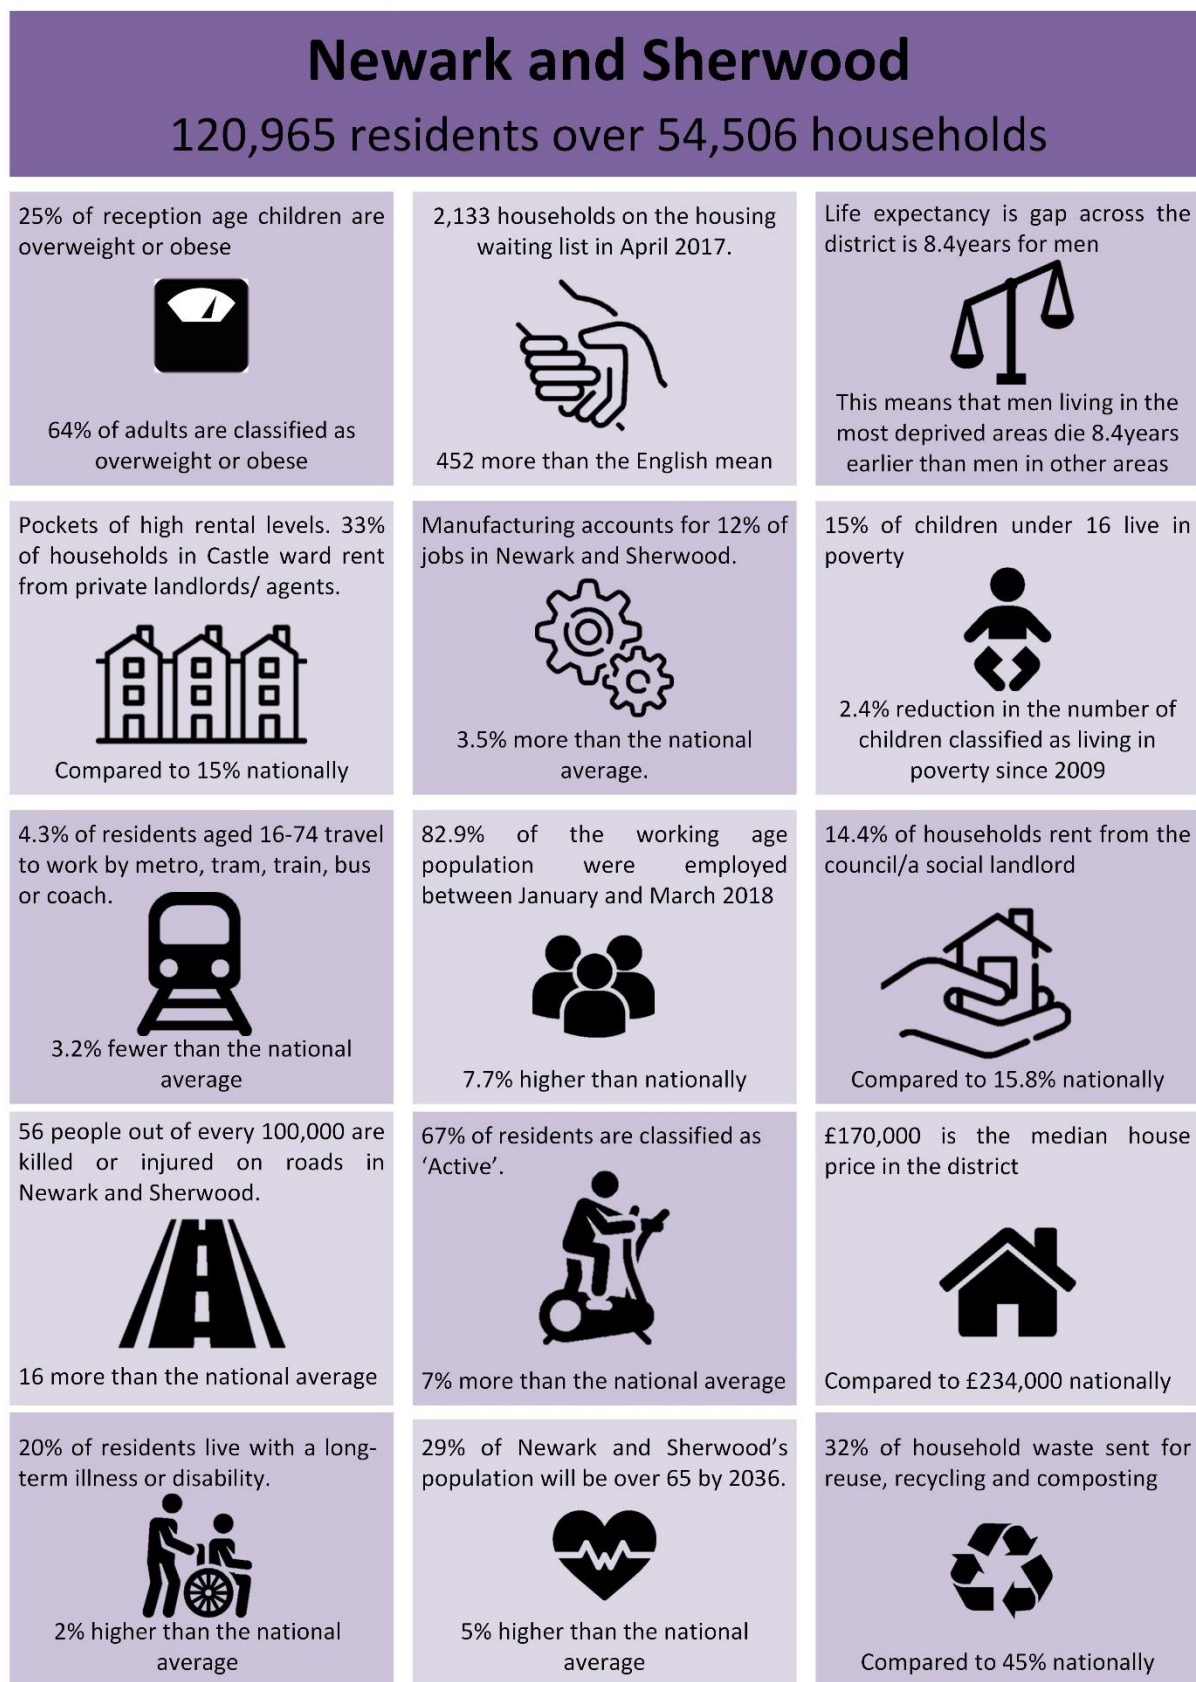 Newark and Sherwood
120,965 residents over 54,506 households
25% of reception age children are
overweight or obese
64% of adults are classified as
overweight or obese
2,133 households on the housing
waiting list in April 2017.
452 more than the English mean
Life expectancy is gap across the
district is 8.4years for men
This means that men living in the
most deprived areas die 8.4years
earlier than men in other areas
Pockets of high rental levels. 33%
of households in Castle ward rent
from private landlords/ agents.
Compared to 15% nationally
Manufacturing accounts for 12% of
jobs in Newark and Sherwood.
3.5% more than the national
average.
15% of children under 16 live in
poverty
2.4% reduction in the number of
children classified as living in
poverty since 2009
4.3% of residents aged 16-74 travel
to work by metro, tram, train, bus
or coach.
3.2% fewer than the national
average
82.9% of the working age
population were employed
between January and March 2018
7.7% higher than nationally
14.4% of households rent from the
council/a social landlord
Compared to 15.8% nationally
56 people out of every 100,000 are
killed or injured on roads in
Newark and Sherwood.
16 more than the national average
67% of residents are classified as
‘Active’.
7% more than the national average
£170,000 is the median house
price in the district
Compared to £234,000 nationally
20% of residents live with a long-
term illness or disability.
2% higher than the national
average
29% of Newark and Sherwood’s
population will be over 65 by 2036.
5% higher than the national
average
32% of household waste sent for
reuse, recycling and composting
Compared to 45% nationally